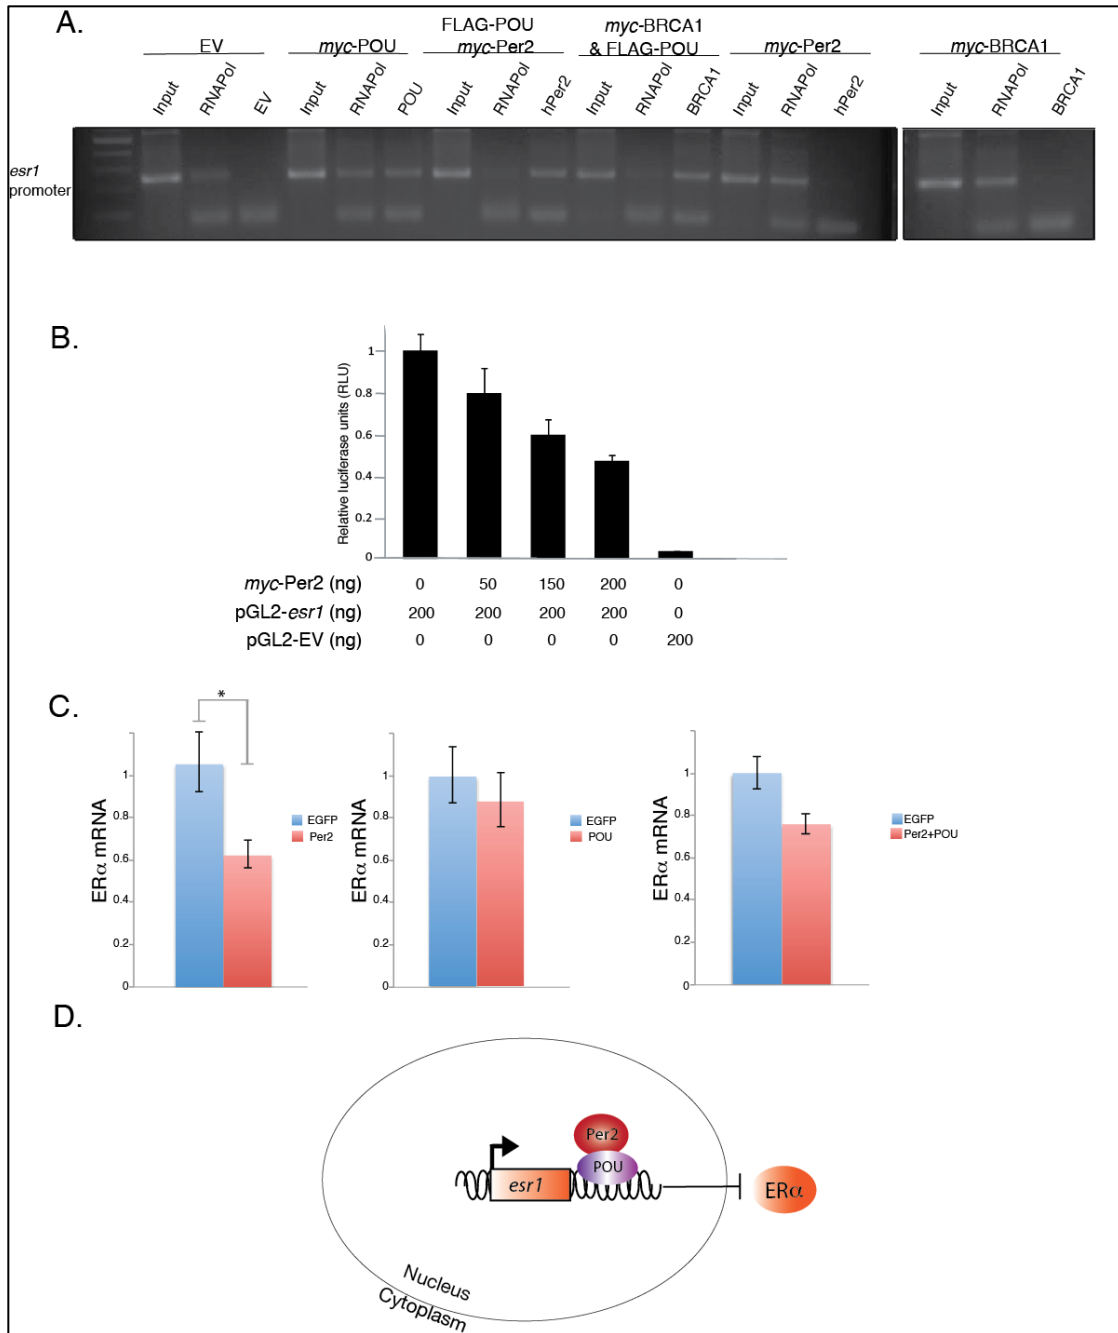 A.
EV
myc-POU
FLAG-POU
myc-Per2
myc-BRCA1
& FLAG-POU
myc-Per2
myc-BRCA1
Input RNAPol EV Input RNAPol POU Input RNAPol hPer2 Input RNAPol BRCA1 Input RNAPol hPer2 Input RNAPol BRCA1
esr1
promoter
B.
Relative luciferase units (RLU)
1
0.8
0.6
0.4
0.2
0
myc-Per2 (ng) 0 50 150 200 0
pGL2-esr1 (ng) 200 200 200 200 0
pGL2-EV (ng) 0 0 0 0 200
C.
*
ERα mRNA
1
0.8
0.6
0.4
0.2
0
EGFP
Per2
ERα mRNA
1
0.8
0.6
0.4
0.2
0
EGFP
POU
ERα mRNA
1
0.8
0.6
0.4
0.2
0
EGFP
Per2+POU
D.
Per2
POU
esr1
ERα
Nucleus
Cytoplasm